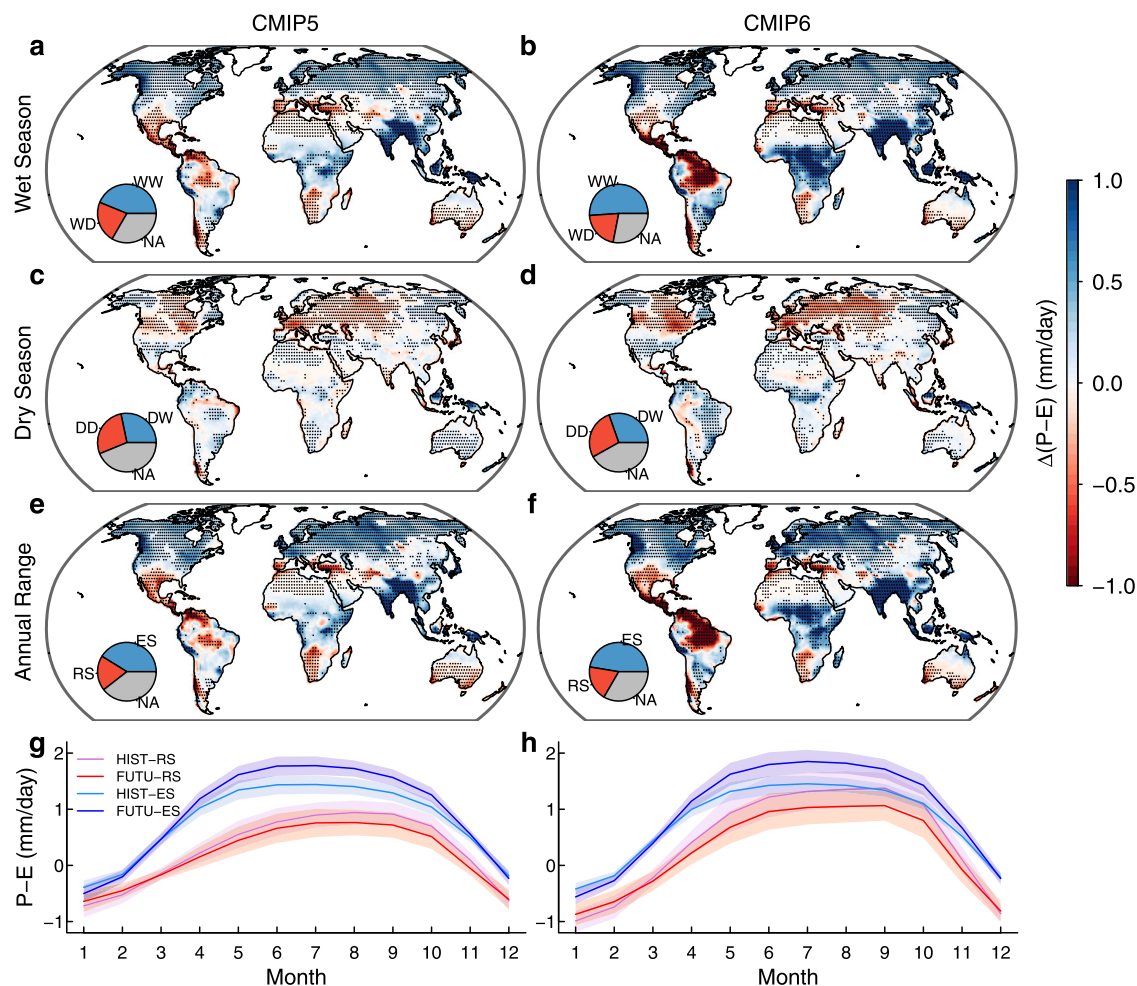 CMIP5
CMIP6
a
b
Wet Season
WW
WD
NA
WW
WD
NA
c
d
Dry Season
DD
DW
NA
DD
DW
NA
e
f
Annual Range
ES
RS
NA
ES
RS
NA
1.0
0.5
0.0
−0.5
−1.0
Δ(P−E) (mm/day)
g
h
HIST−RS
FUTU−RS
HIST−ES
FUTU−ES
P−E (mm/day)
2
1
0
−1
2
1
0
−1
1 2 3 4 5 6 7 8 9 10 11 12
1 2 3 4 5 6 7 8 9 10 11 12
Month
Month